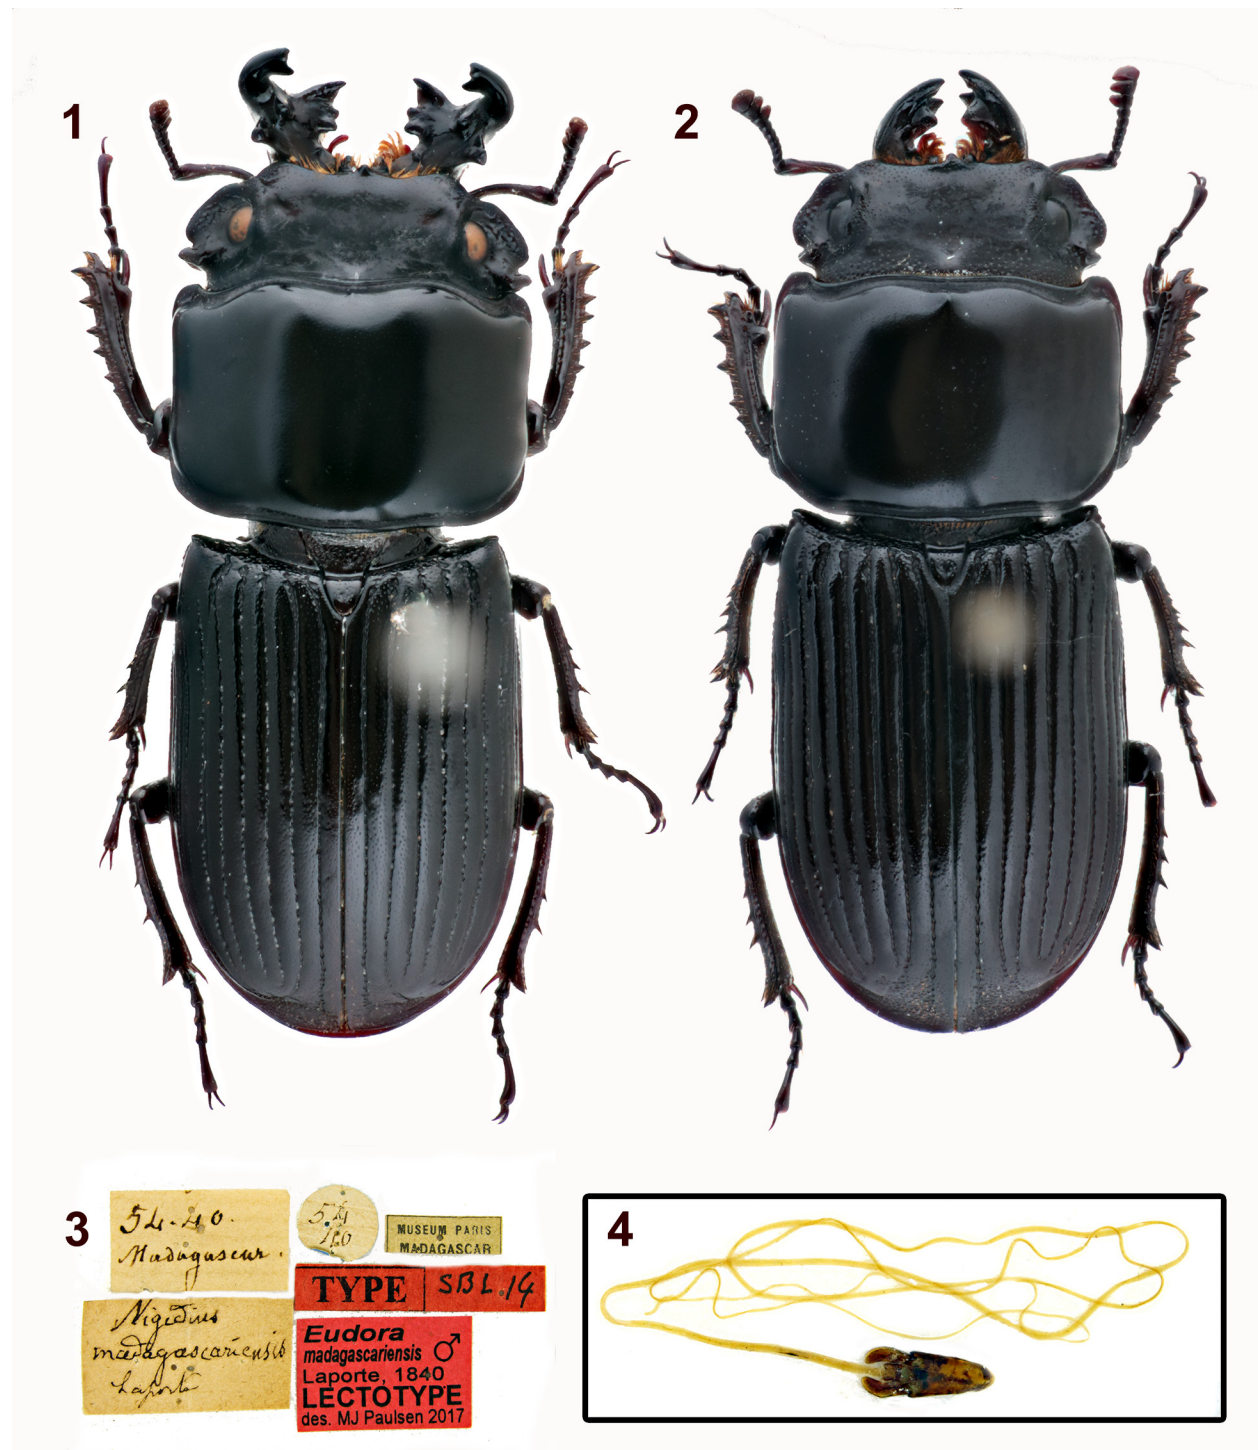 1
2
3
54.40.
Madagascar.
54
40
MUSEUM PARIS
MADAGASCAR
TYPE SBL.14
Nigidius
madagascariensis
Laporte
Eudora
madagascariensis ♂
Laporte, 1840
LECTOTYPE
des. MJ Paulsen 2017
4